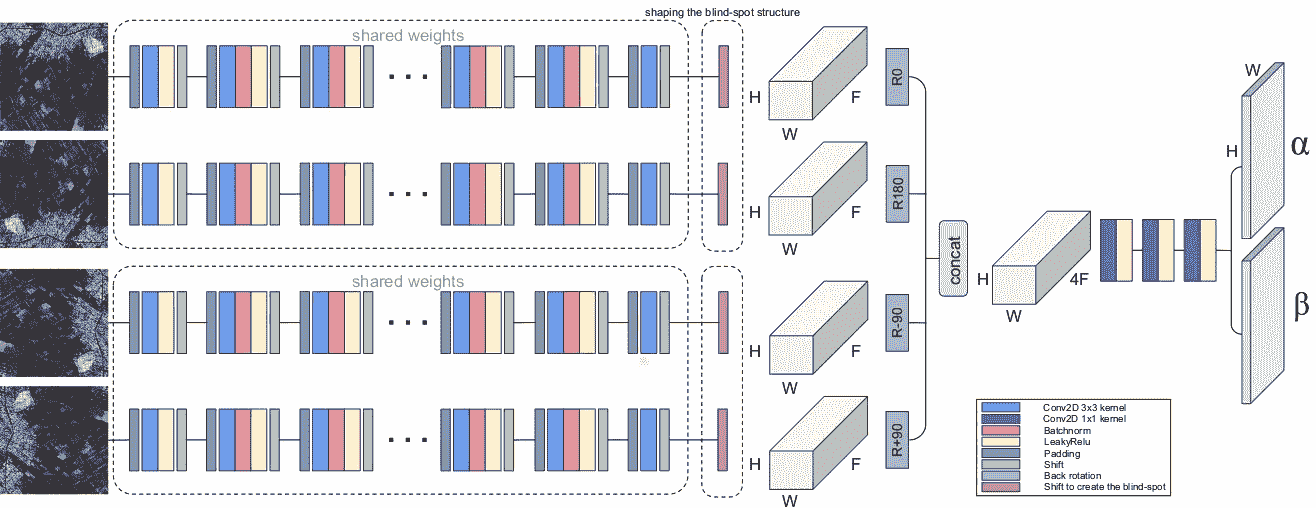 shaping the blind-spot structure
shared weights
H
W
F
R0
H
W
F
R180
shared weights
H
W
F
R-90
H
W
F
R+90
concat
H
W
4F
W
H
α
β
Conv2D 3x3 kernel
Conv2D 1x1 kernel
Batchnorm
LeakyRelu
Padding
Shift
Back rotation
Shift to create the blind-spot